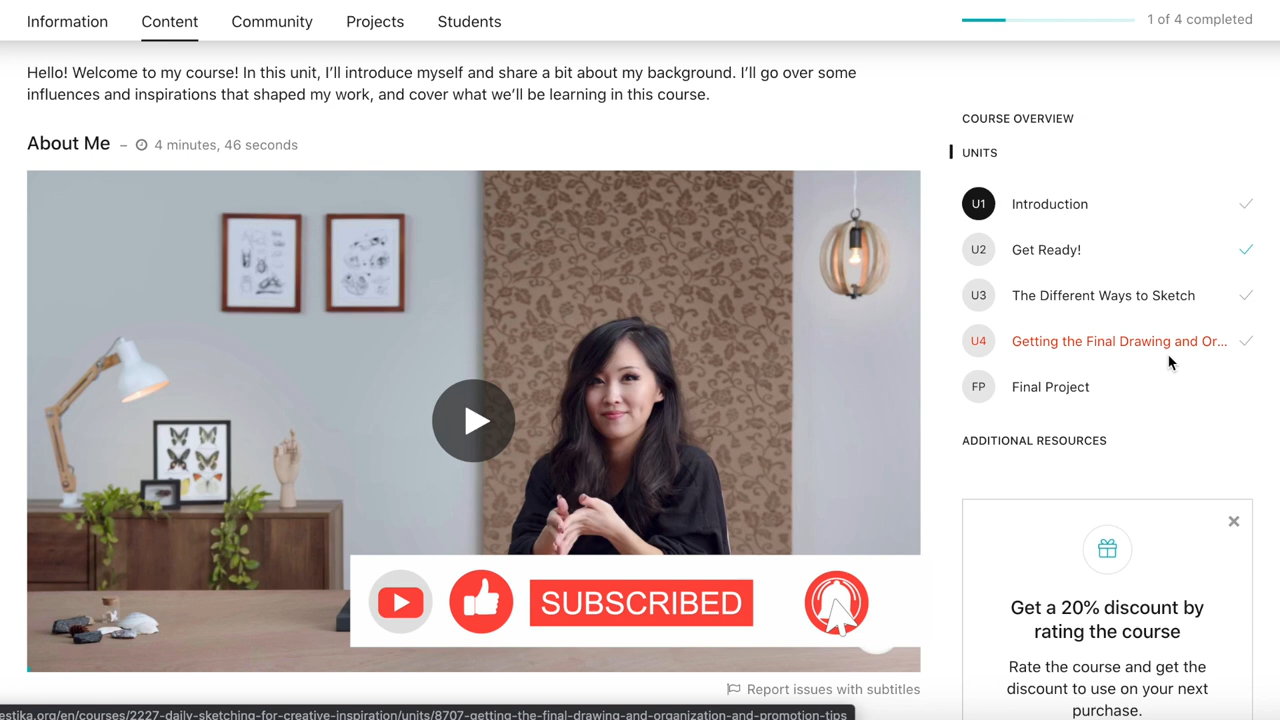 Information Content Community Projects Students
1 of 4 completed
Hello! Welcome to my course! In this unit, I'll introduce myself and share a bit about my background. I'll go over some
influences and inspirations that shaped my work, and cover what we'll be learning in this course.
About Me – 4 minutes, 46 seconds
SUBSCRIBED
Report issues with subtitles
COURSE OVERVIEW
UNITS
U1 Introduction
U2 Get Ready!
U3 The Different Ways to Sketch
U4 Getting the Final Drawing and Or...
FP Final Project
ADDITIONAL RESOURCES
Get a 20% discount by
rating the course
Rate the course and get the
discount to use on your next
purchase.
estika.org/en/courses/2227-daily-sketching-for-creative-inspiration/units/8707-getting-the-final-drawing-and-organization-and-promotion-tips